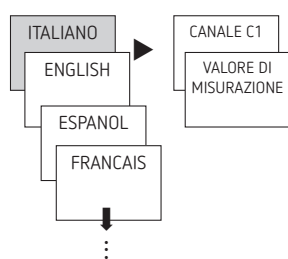 ITALIANO
ENGLISH
ESPANOL
FRANCAIS
CANALE C1
VALORE DI
MISURAZIONE